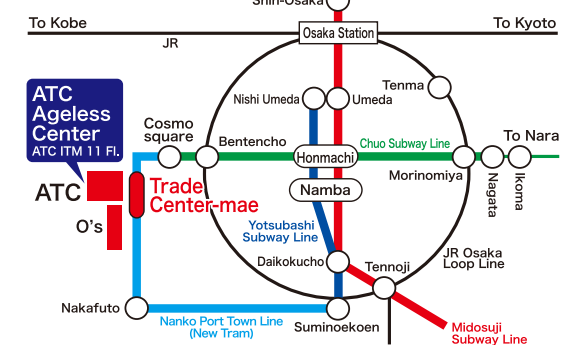 Shin-Osaka
To Kobe
Osaka Station
To Kyoto
JR
ATC
Ageless
Center
ATC ITM 11 Fl.
Tenma
Nishi Umeda
Umeda
Cosmo
square
Bentencho
Chuo Subway Line
To Nara
Honmachi
Morinomiya
Nagata
Ikoma
ATC
Trade
Center-mae
Namba
O's
Yotsubashi
Subway Line
Daikokucho
Tennoji
JR Osaka
Loop Line
Nakafuto
Nanko Port Town Line
(New Tram)
Suminoekoen
Midosuji
Subway Line